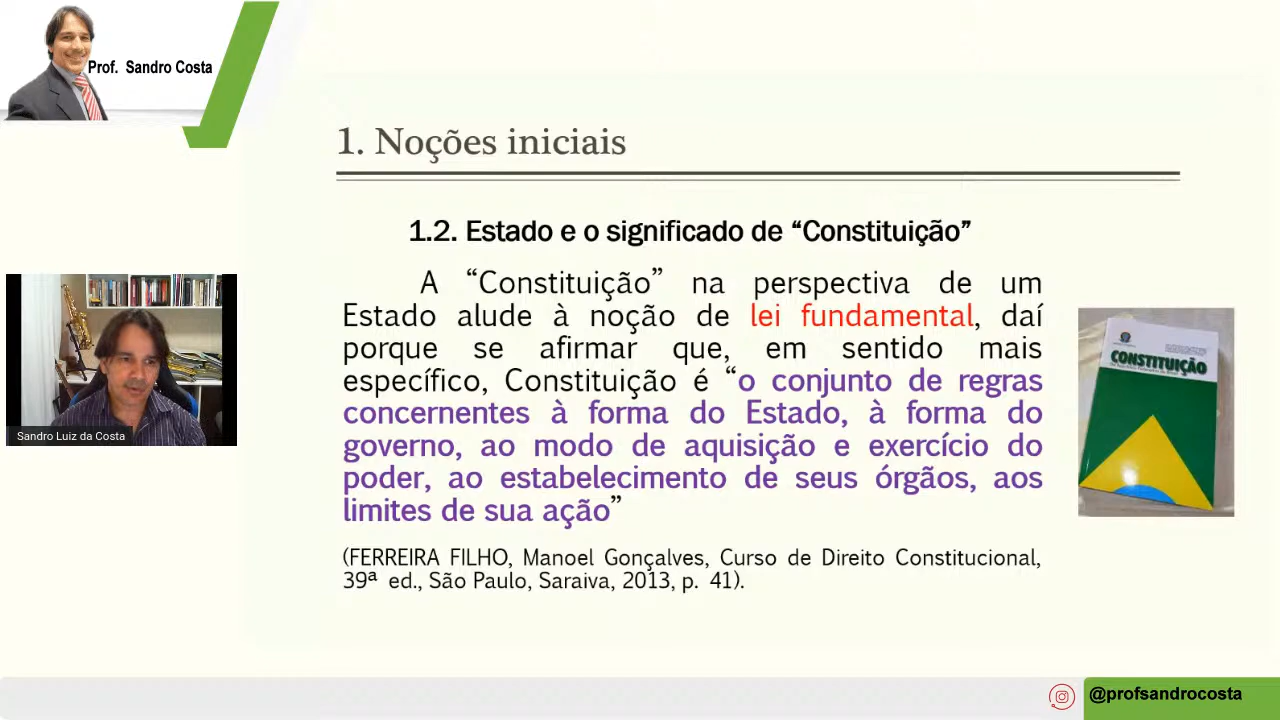 Prof. Sandro Costa
1. Noções iniciais
1.2. Estado e o significado de “Constituição”
A “Constituição” na perspectiva de um
Estado alude à noção de lei fundamental, daí
porque se afirmar que, em sentido mais
específico, Constituição é “o conjunto de regras
concernentes à forma do Estado, à forma do
governo, ao modo de aquisição e exercício do
poder, ao estabelecimento de seus órgãos, aos
limites de sua ação”
(FERREIRA FILHO, Manoel Gonçalves, Curso de Direito Constitucional,
39ª ed., São Paulo, Saraiva, 2013, p. 41).
CONSTITUIÇÃO
Sandro Luiz da Costa
@profsandrocosta